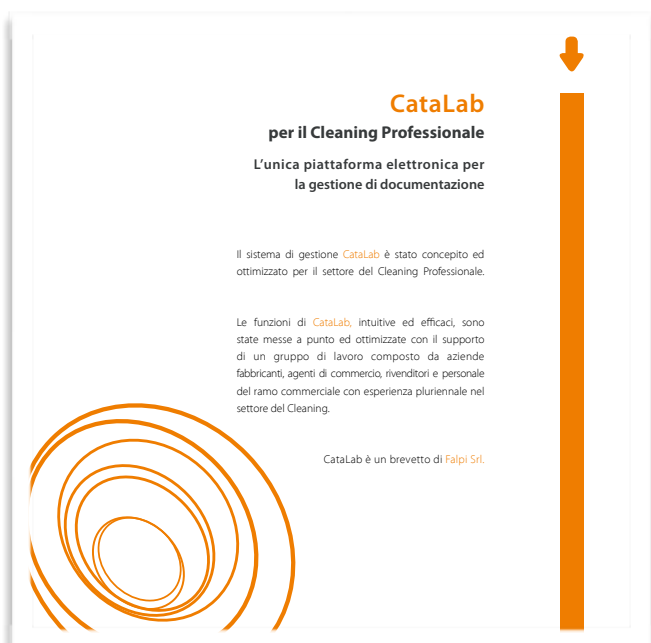 CataLab
per il Cleaning Professionale
L’unica piattaforma elettronica per
la gestione di documentazione
Il sistema di gestione CataLab è stato concepito ed
ottimizzato per il settore del Cleaning Professionale.
Le funzioni di CataLab, intuitive ed efficaci, sono
state messe a punto ed ottimizzate con il supporto
di un gruppo di lavoro composto da aziende
fabbricanti, agenti di commercio, rivenditori e personale
del ramo commerciale con esperienza pluriennale nel
settore del Cleaning.
CataLab è un brevetto di Falpi Srl.